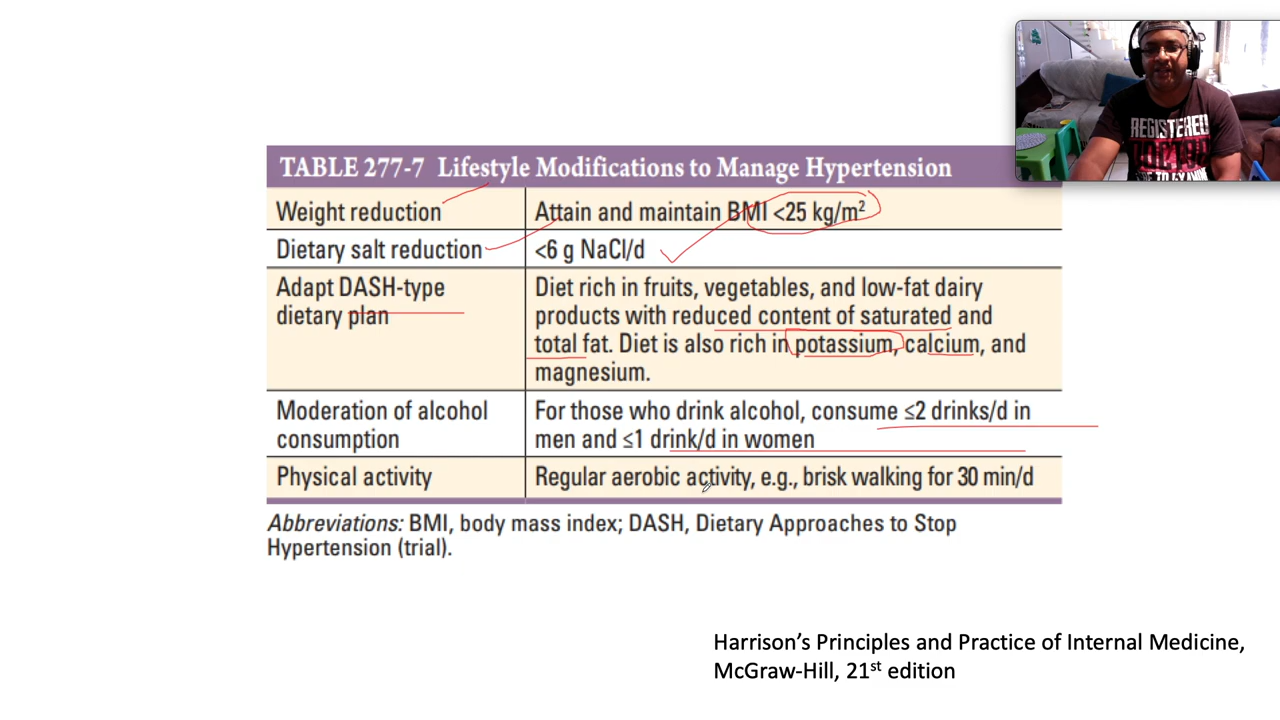 REGISTERED
DOCTOR
TABLE 277-7 Lifestyle Modifications to Manage Hypertension
Weight reduction Attain and maintain BMI <25 kg/m²
Dietary salt reduction <6 g NaCl/d
Adapt DASH-type dietary plan
Diet rich in fruits, vegetables, and low-fat dairy
products with reduced content of saturated and
total fat. Diet is also rich in potassium, calcium, and
magnesium.
Moderation of alcohol consumption
For those who drink alcohol, consume ≤2 drinks/d in
men and ≤1 drink/d in women
Physical activity Regular aerobic activity, e.g., brisk walking for 30 min/d
Abbreviations: BMI, body mass index; DASH, Dietary Approaches to Stop
Hypertension (trial).
Harrison's Principles and Practice of Internal Medicine,
McGraw-Hill, 21st edition